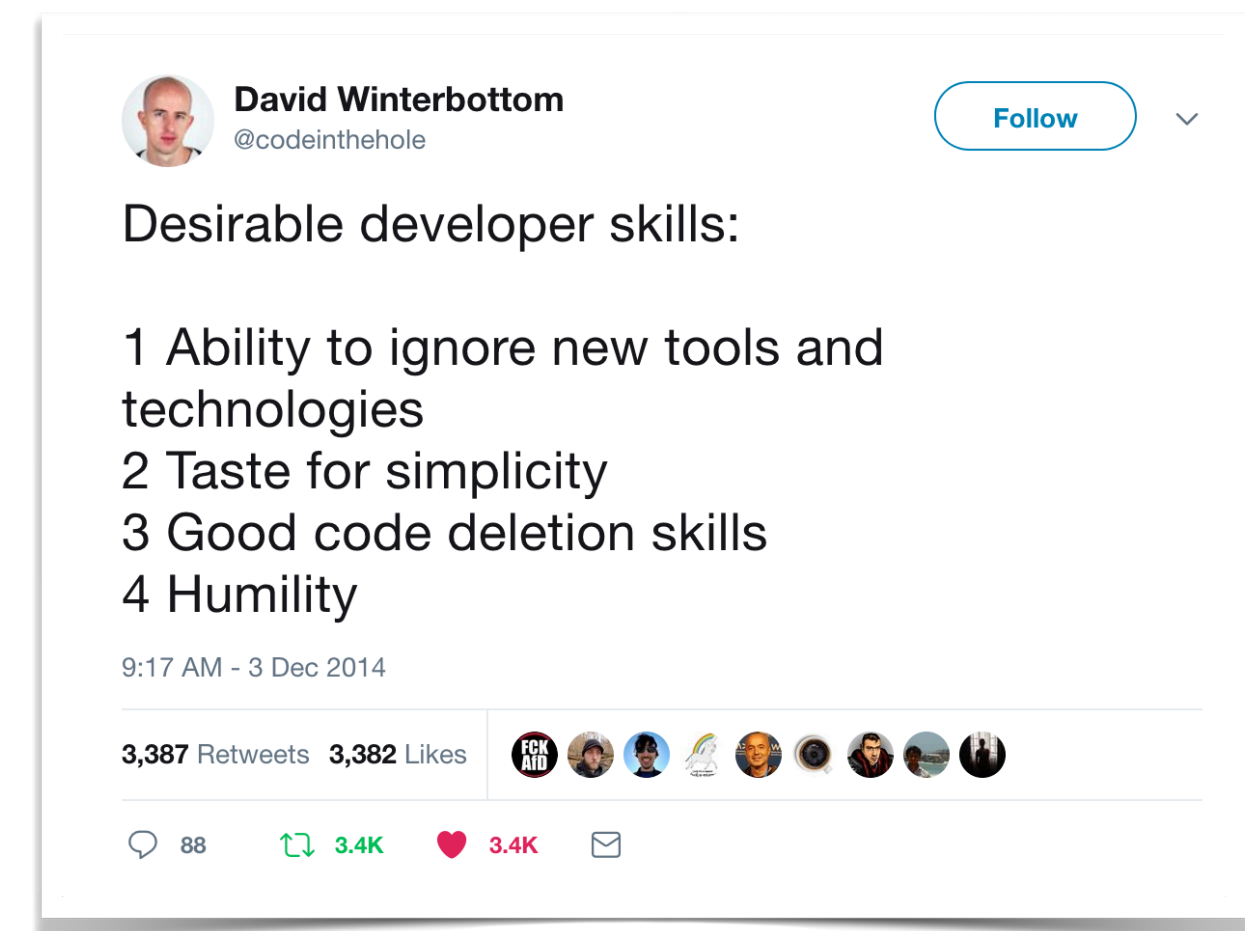 David Winterbottom
@codeinthehole
Follow
Desirable developer skills:
1 Ability to ignore new tools and
technologies
2 Taste for simplicity
3 Good code deletion skills
4 Humility
9:17 AM - 3 Dec 2014
3,387 Retweets 3,382 Likes
FCK
AfD
88 3.4K 3.4K